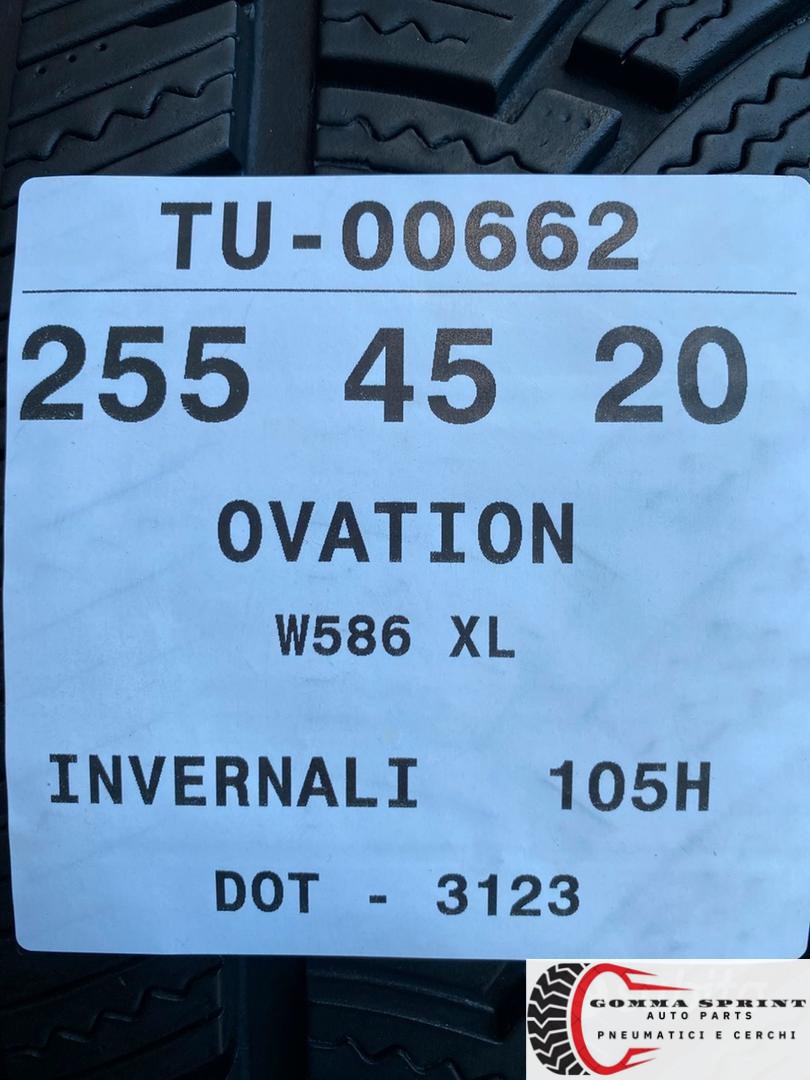 TU-00662
255 45 20
OVATION
W586 XL
INVERNALI 105H
DOT - 3123
GOMMA SPRINT
AUTO PARTS
PNEUMATICI E CERCHI